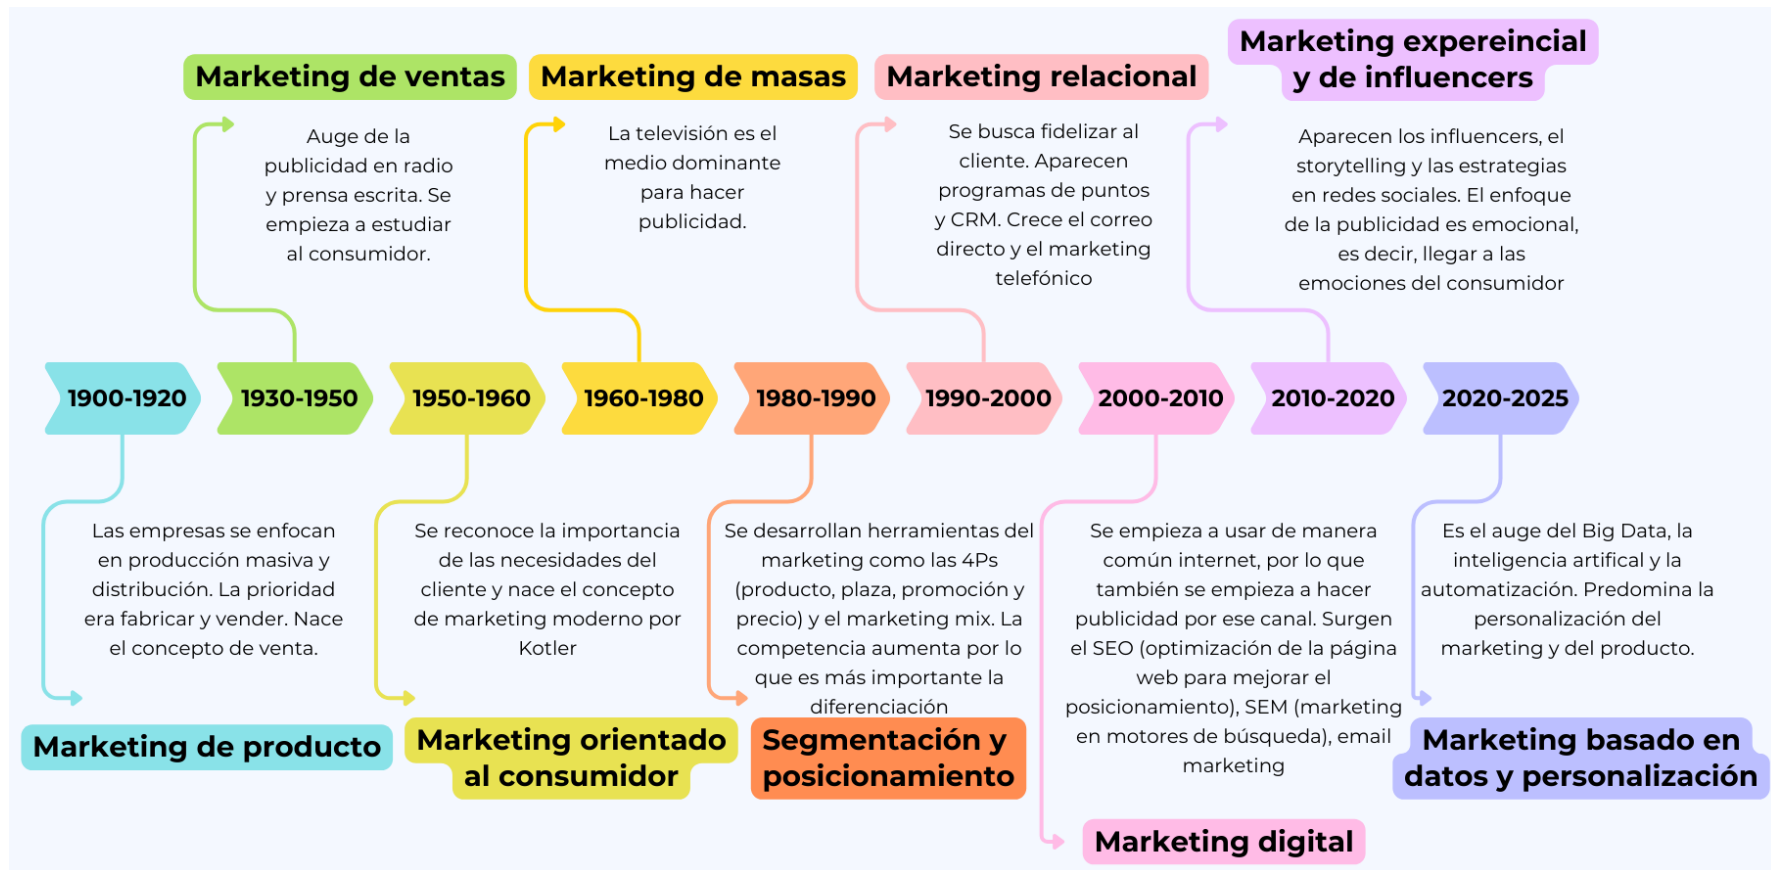 Marketing de ventas
Auge de la
publicidad en radio
y prensa escrita. Se
empieza a estudiar
al consumidor.
Marketing de masas
La televisión es el
medio dominante
para hacer
publicidad.
Marketing relacional
Se busca fidelizar al
cliente. Aparecen
programas de puntos
y CRM. Crece el correo
directo y el marketing
telefónico
Marketing expereincial
y de influencers
Aparecen los influencers, el
storytelling y las estrategias
en redes sociales. El enfoque
de la publicidad es emocional,
es decir, llegar a las
emociones del consumidor
1900-1920
1930-1950
1950-1960
1960-1980
1980-1990
1990-2000
2000-2010
2010-2020
2020-2025
Las empresas se enfocan
en producción masiva y
distribución. La prioridad
era fabricar y vender. Nace
el concepto de venta.
Marketing de producto
Se reconoce la importancia
de las necesidades del
cliente y nace el concepto
de marketing moderno por
Kotler
Marketing orientado
al consumidor
Se desarrollan herramientas del
marketing como las 4Ps
(producto, plaza, promoción y
precio) y el marketing mix. La
competencia aumenta por lo
que es más importante la
diferenciación
Segmentación y
posicionamiento
Se empieza a usar de manera
común internet, por lo que
también se empieza a hacer
publicidad por ese canal. Surgen
el SEO (optimización de la página
web para mejorar el
posicionamiento), SEM (marketing
en motores de búsqueda), email
marketing
Marketing digital
Es el auge del Big Data, la
inteligencia artifical y la
automatización. Predomina la
personalización del
marketing y del producto.
Marketing basado en
datos y personalización